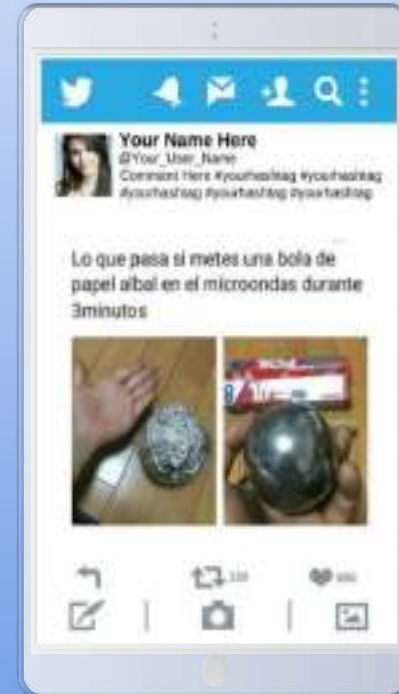 Your Name Here
@Your_User_Name
Comment Here #yourhashtag #yourhashtag
#yourhashtag #yourhashtag #yourhashtag
Lo que pasa si metes una bola de
papel albal en el microondas durante
3minutos